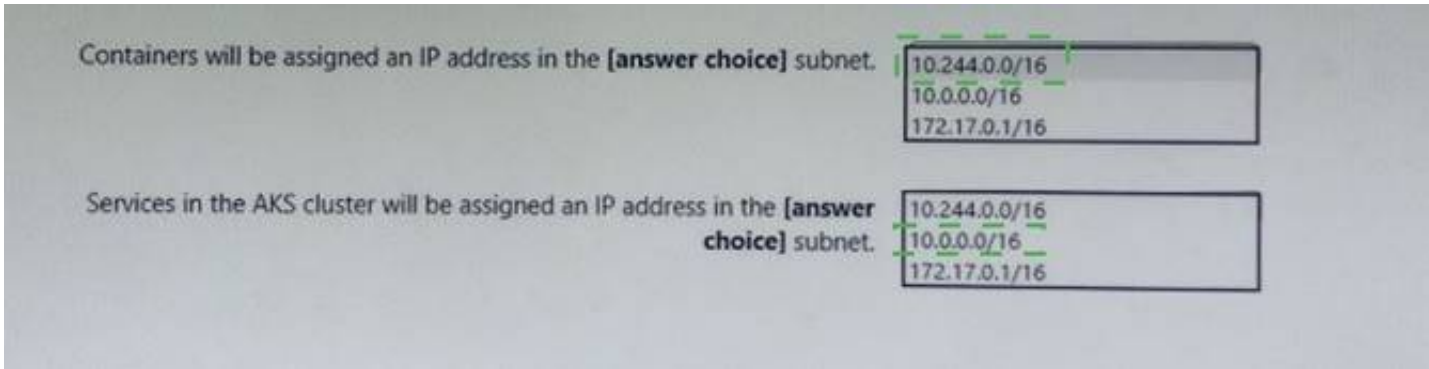 Containers will be assigned an IP address in the [answer choice] subnet.
10.244.0.0/16
10.0.0.0/16
172.17.0.1/16
Services in the AKS cluster will be assigned an IP address in the [answer
choice] subnet.
10.244.0.0/16
10.0.0.0/16
172.17.0.1/16